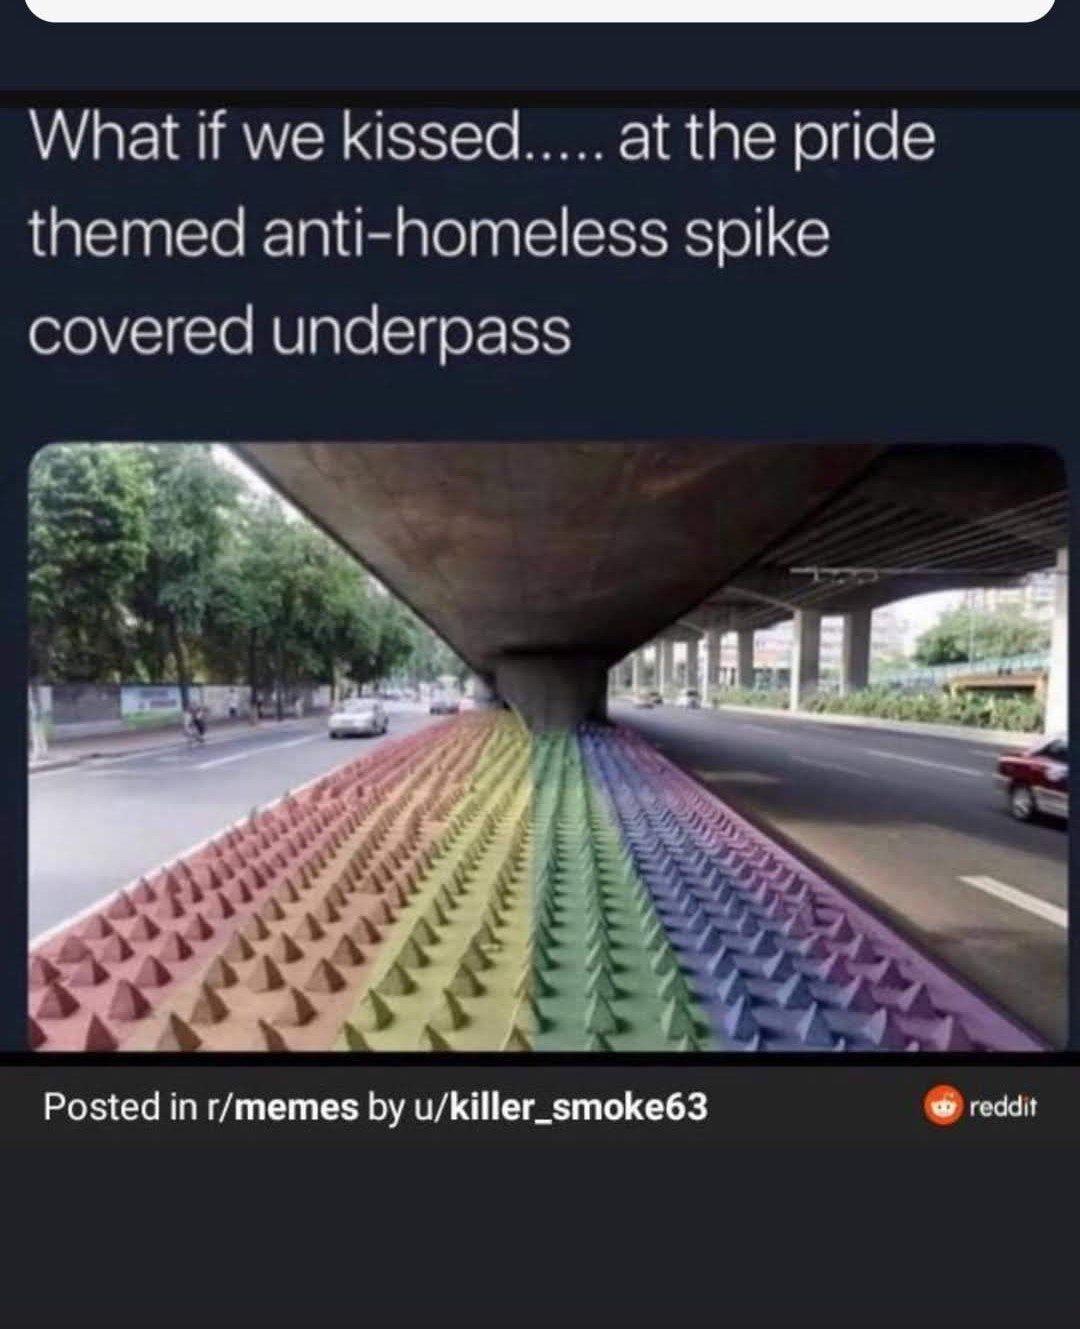 What if we kissed..... at the pride
themed anti-homeless spike
covered underpass
Posted in r/memes by u/killer_smoke63
reddit